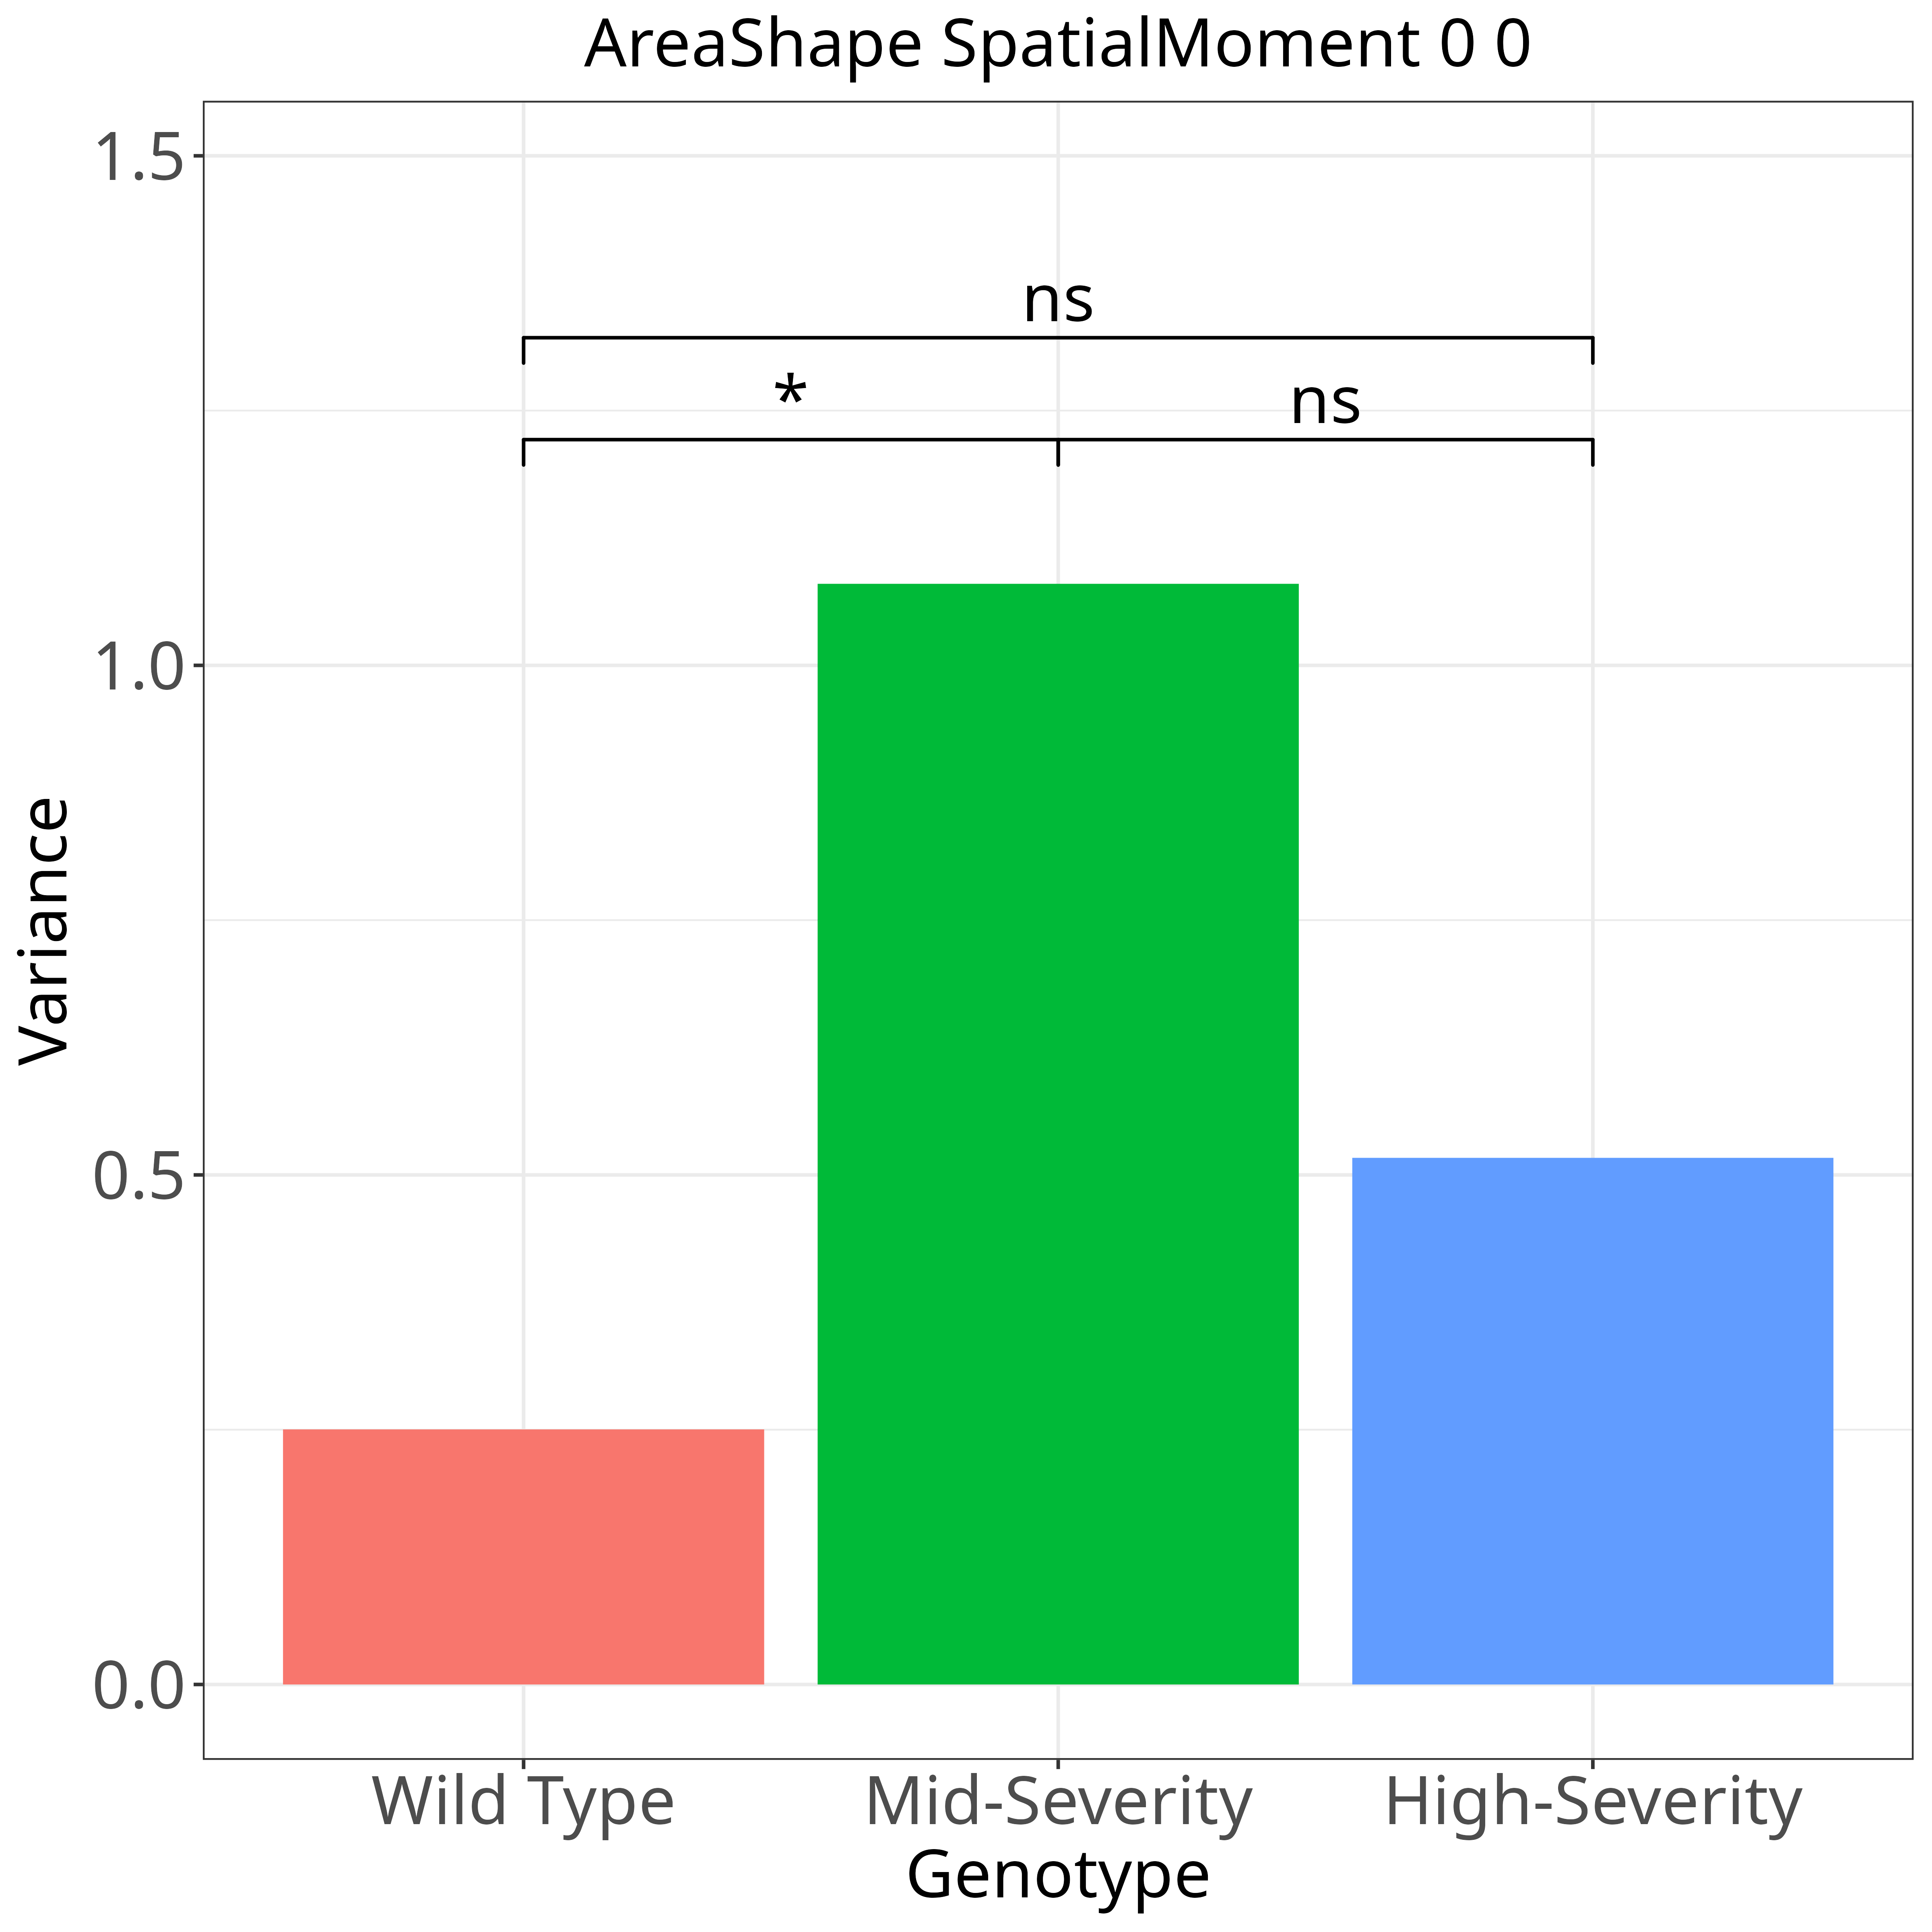 AreaShape SpatialMoment 0 0
1.5
1.0
0.5
0.0
Variance
ns
*
ns
Wild Type
Mid-Severity
High-Severity
Genotype